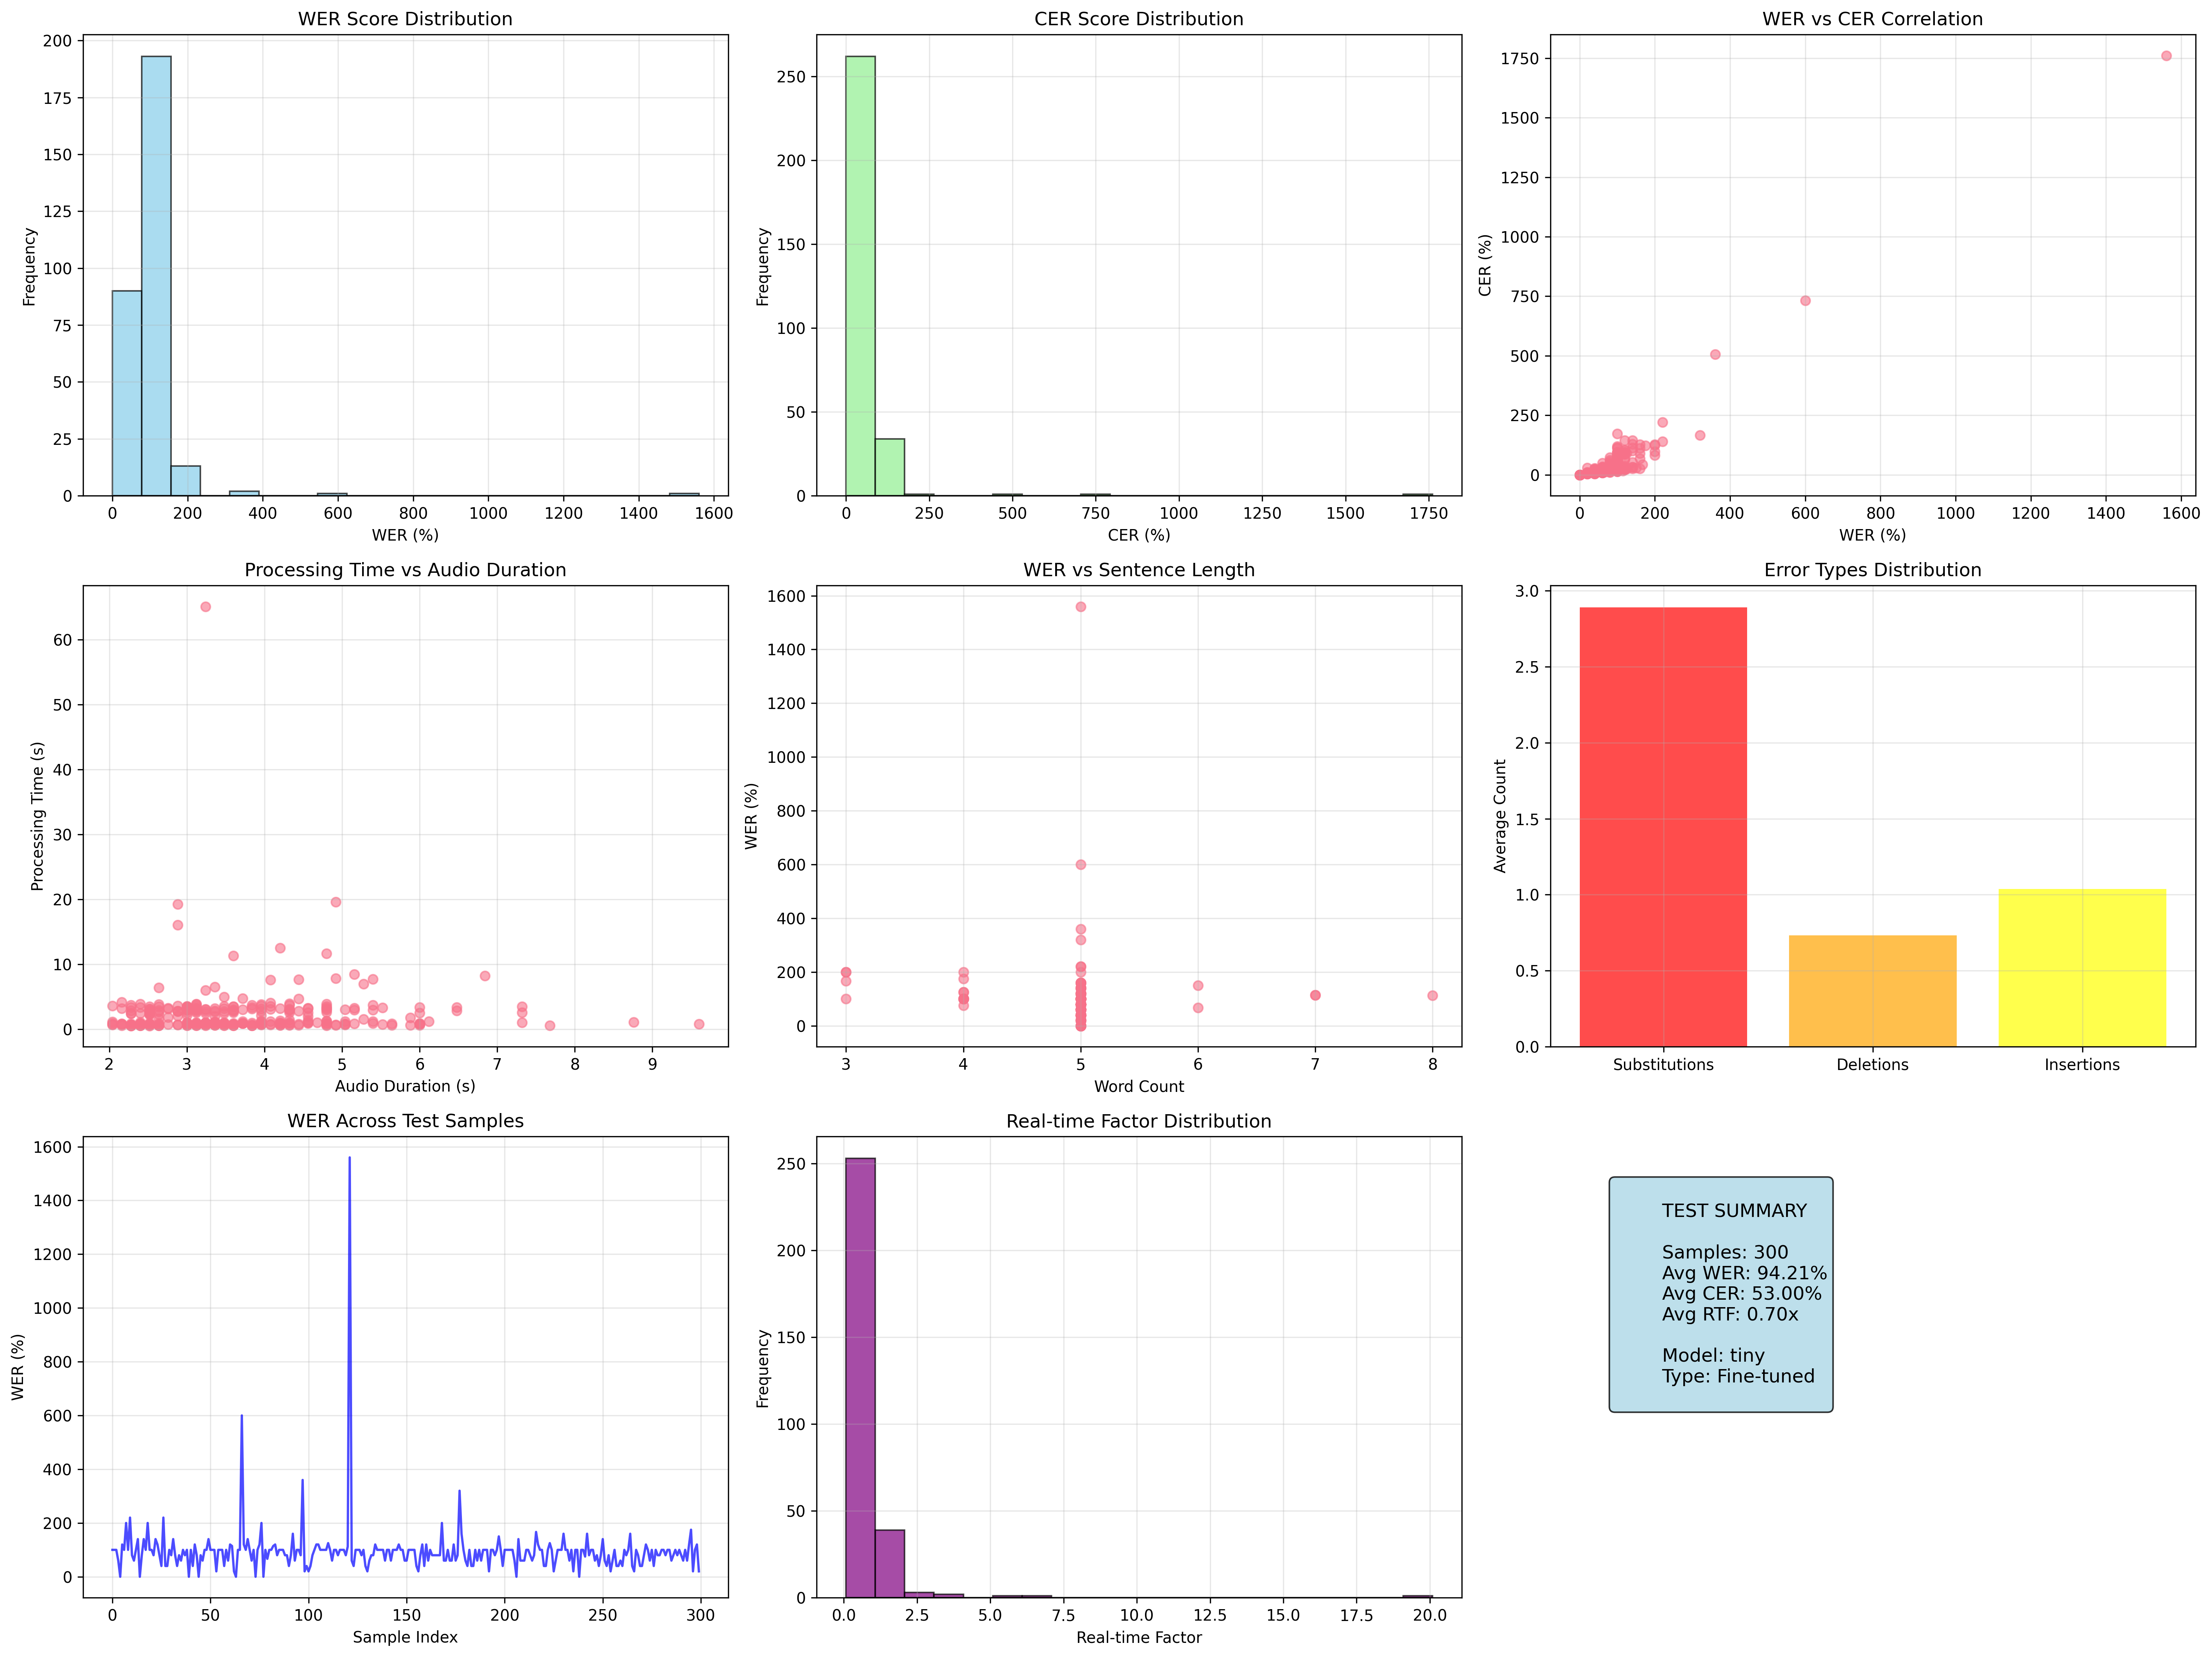 WER Score Distribution
Frequency
200
175
150
125
100
75
50
25
0
0 200 400 600 800 1000 1200 1400 1600
WER (%)
CER Score Distribution
Frequency
250
200
150
100
50
0
0 250 500 750 1000 1250 1500 1750
CER (%)
WER vs CER Correlation
CER (%)
1750
1500
1250
1000
750
500
250
0
0 200 400 600 800 1000 1200 1400 1600
WER (%)
Processing Time vs Audio Duration
Processing Time (s)
60
50
40
30
20
10
0
2 3 4 5 6 7 8 9
Audio Duration (s)
WER vs Sentence Length
WER (%)
1600
1400
1200
1000
800
600
400
200
0
3 4 5 6 7 8
Word Count
Error Types Distribution
Average Count
3.0
2.5
2.0
1.5
1.0
0.5
0.0
Substitutions Deletions Insertions
WER Across Test Samples
WER (%)
1600
1400
1200
1000
800
600
400
200
0
0 50 100 150 200 250 300
Sample Index
Real-time Factor Distribution
Frequency
250
200
150
100
50
0
0.0 2.5 5.0 7.5 10.0 12.5 15.0 17.5 20.0
Real-time Factor
TEST SUMMARY
Samples: 300
Avg WER: 94.21%
Avg CER: 53.00%
Avg RTF: 0.70x
Model: tiny
Type: Fine-tuned